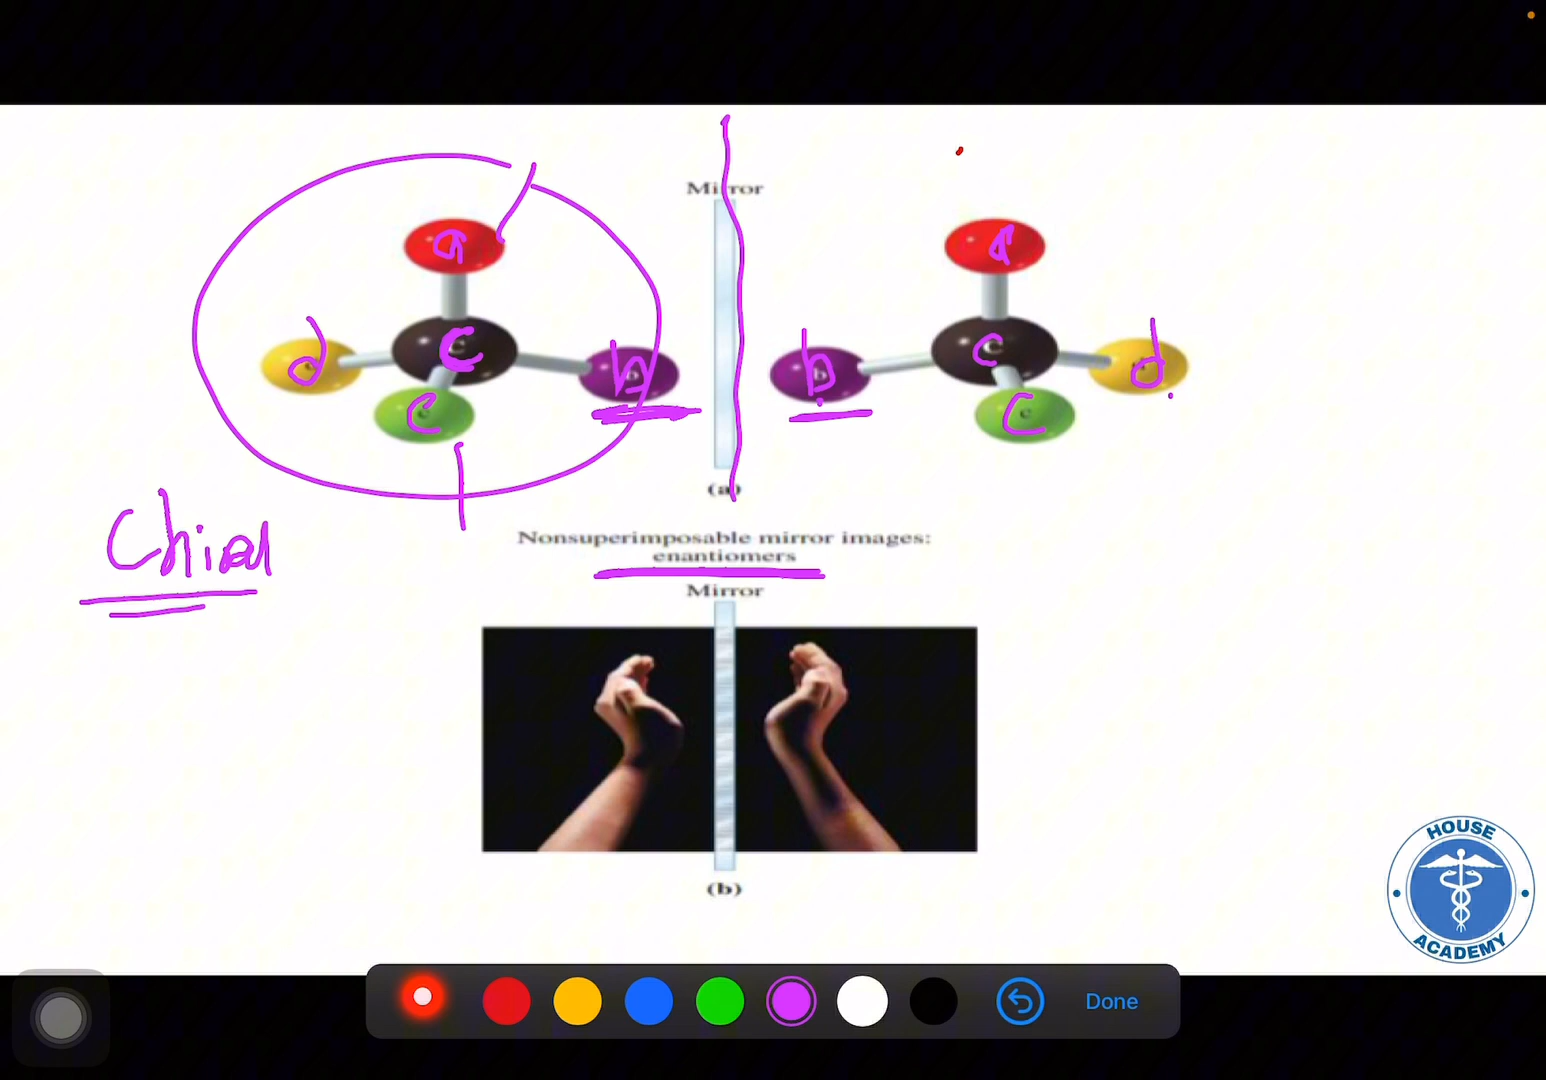 Mirror
a
a
d
C
b
b
C
d
C
C
(a)
Chiral
Nonsuperimposable mirror images:
enantiomers
Mirror
(b)
HOUSE
ACADEMY
Done